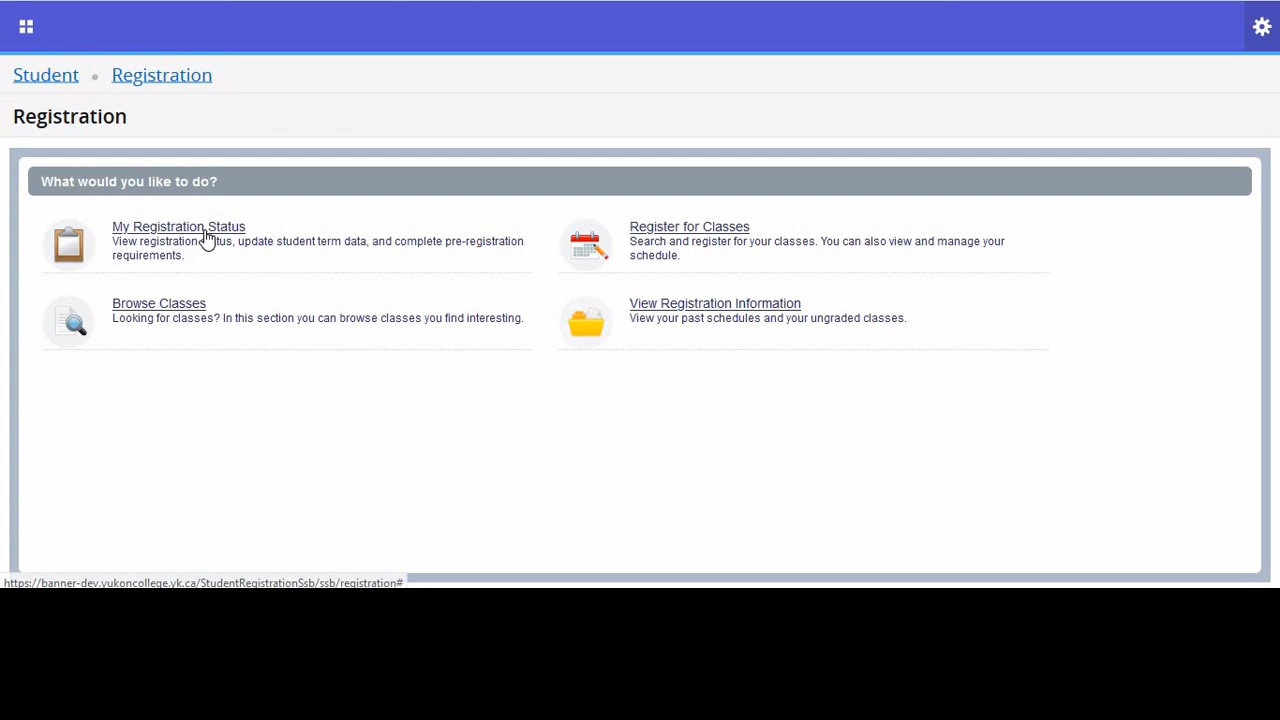 Student • Registration
Registration
What would you like to do?
My Registration Status
View registration status, update student term data, and complete pre-registration
requirements.
Register for Classes
Search and register for your classes. You can also view and manage your
schedule.
Browse Classes
Looking for classes? In this section you can browse classes you find interesting.
View Registration Information
View your past schedules and your ungraded classes.
https://banner-dev.yukoncollege.yk.ca/StudentRegistrationSsb/ssb/registration#